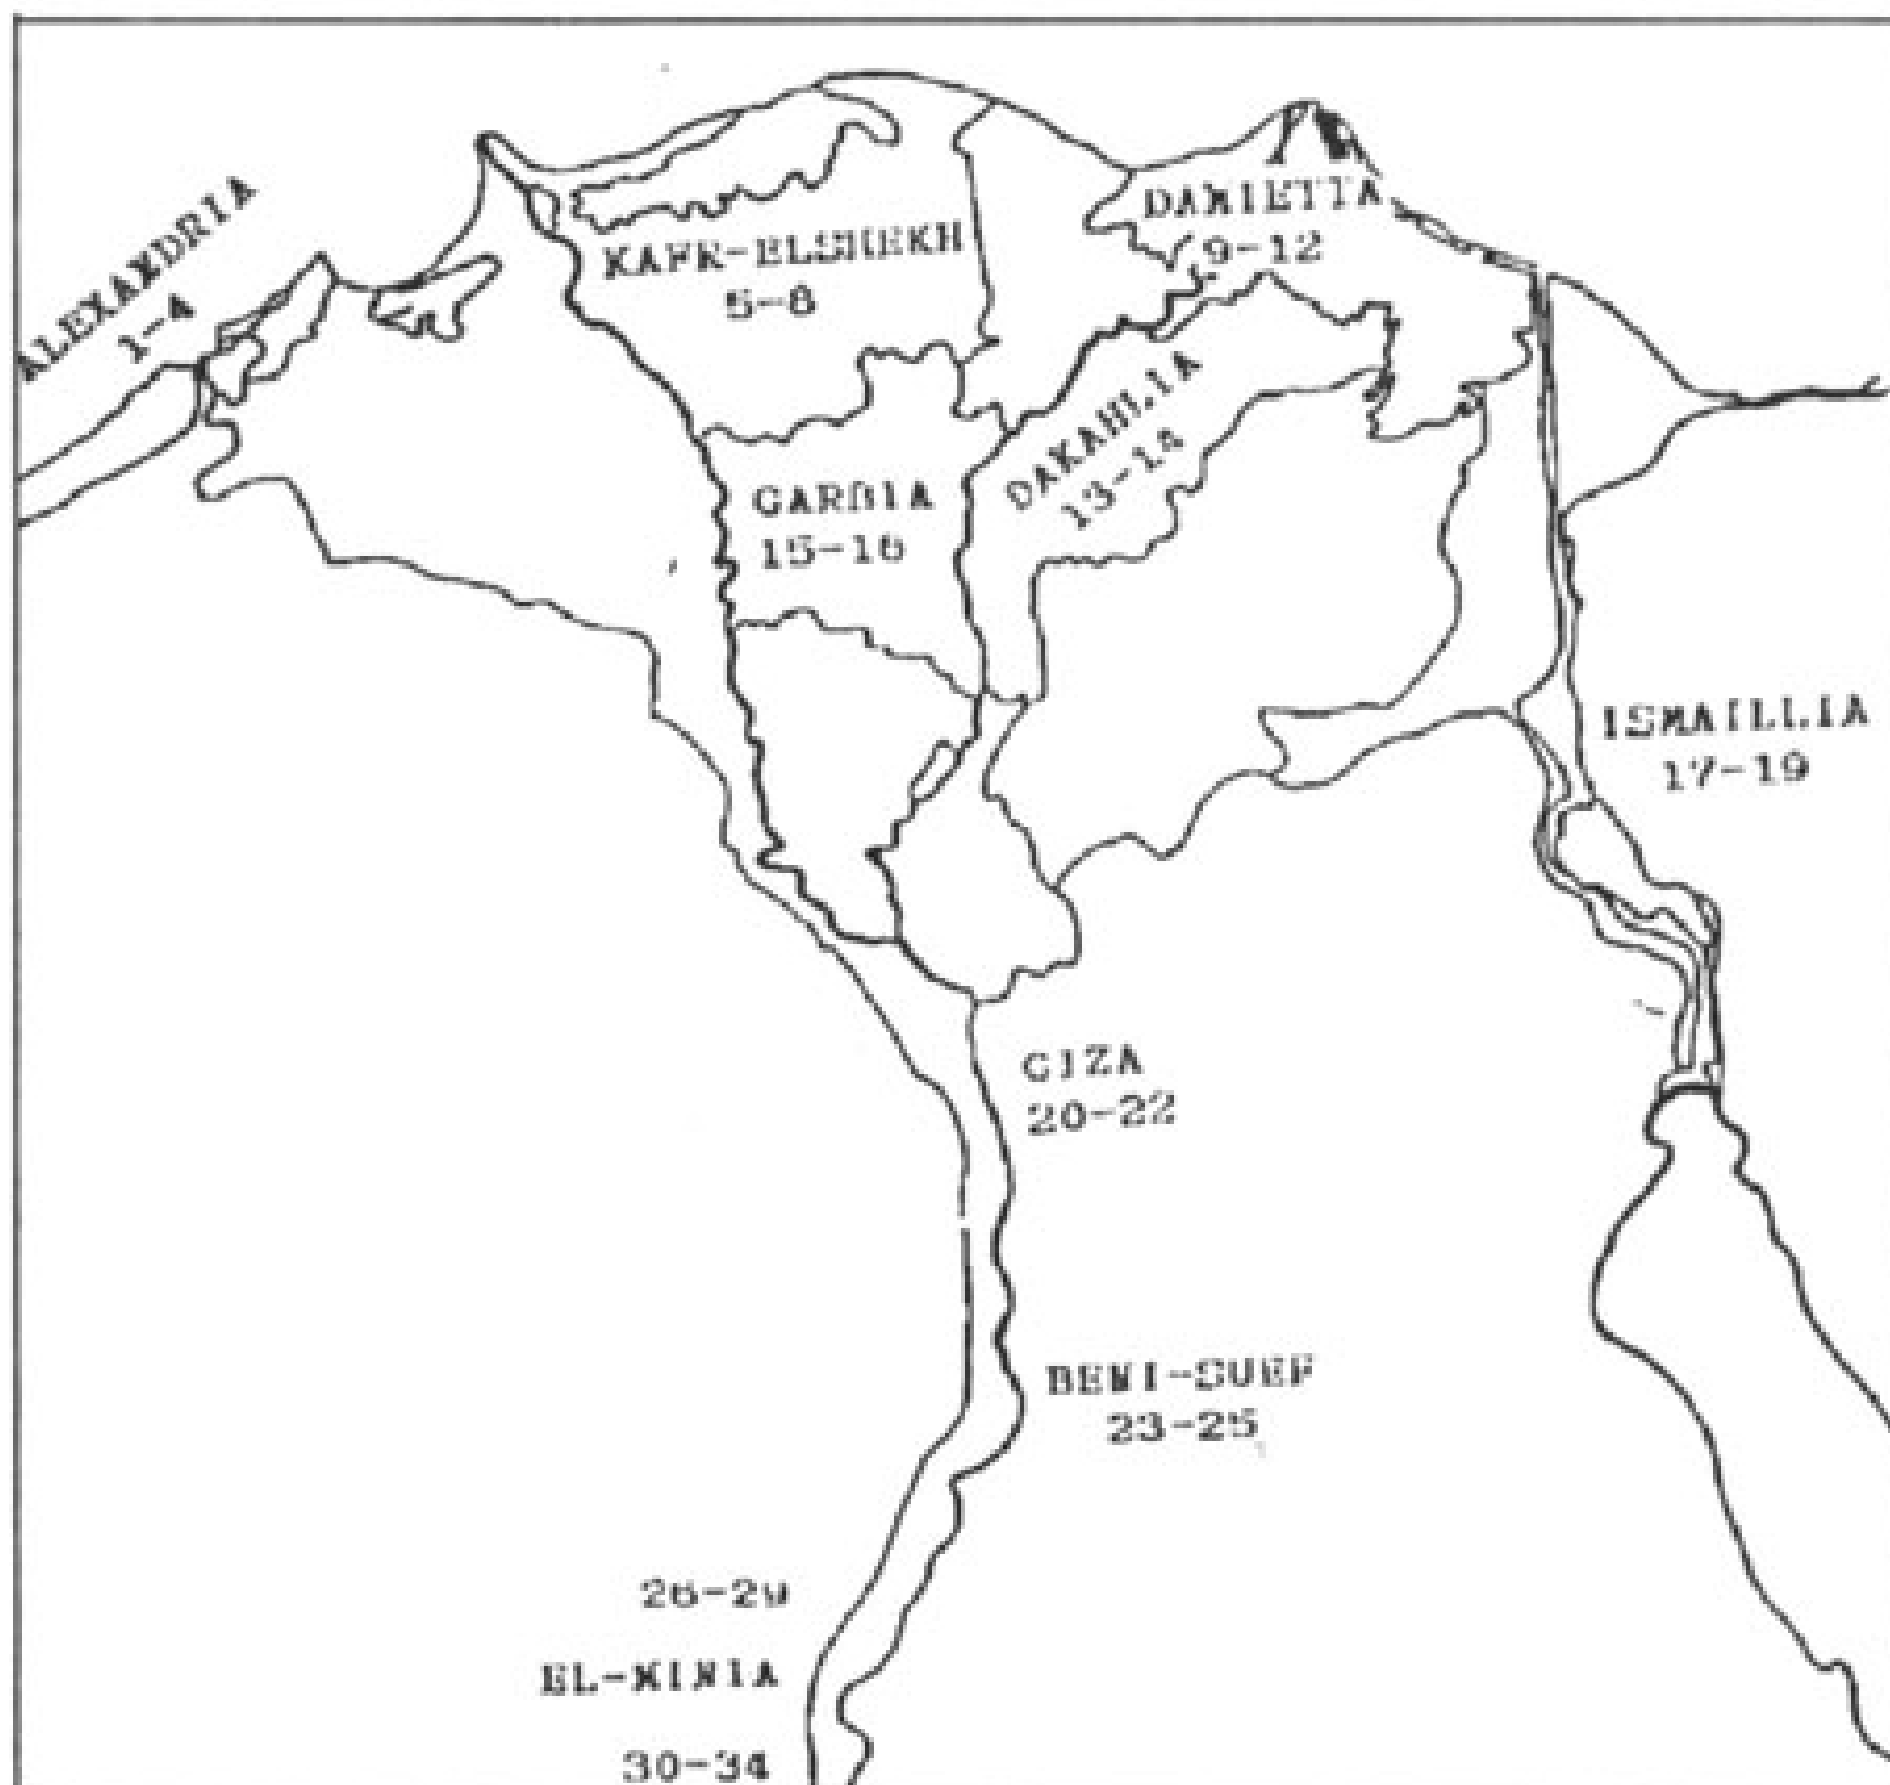 ALEXANDRIA
1-4
KAFR-ELSHEKH
5-8
DAMIETTA
9-12
DAKAHLIA
13-14
GARBIA
15-16
ISMAILLIA
17-19
GIZA
20-22
BENI-SUEF
23-25
26-29
EL-MINIA
30-34